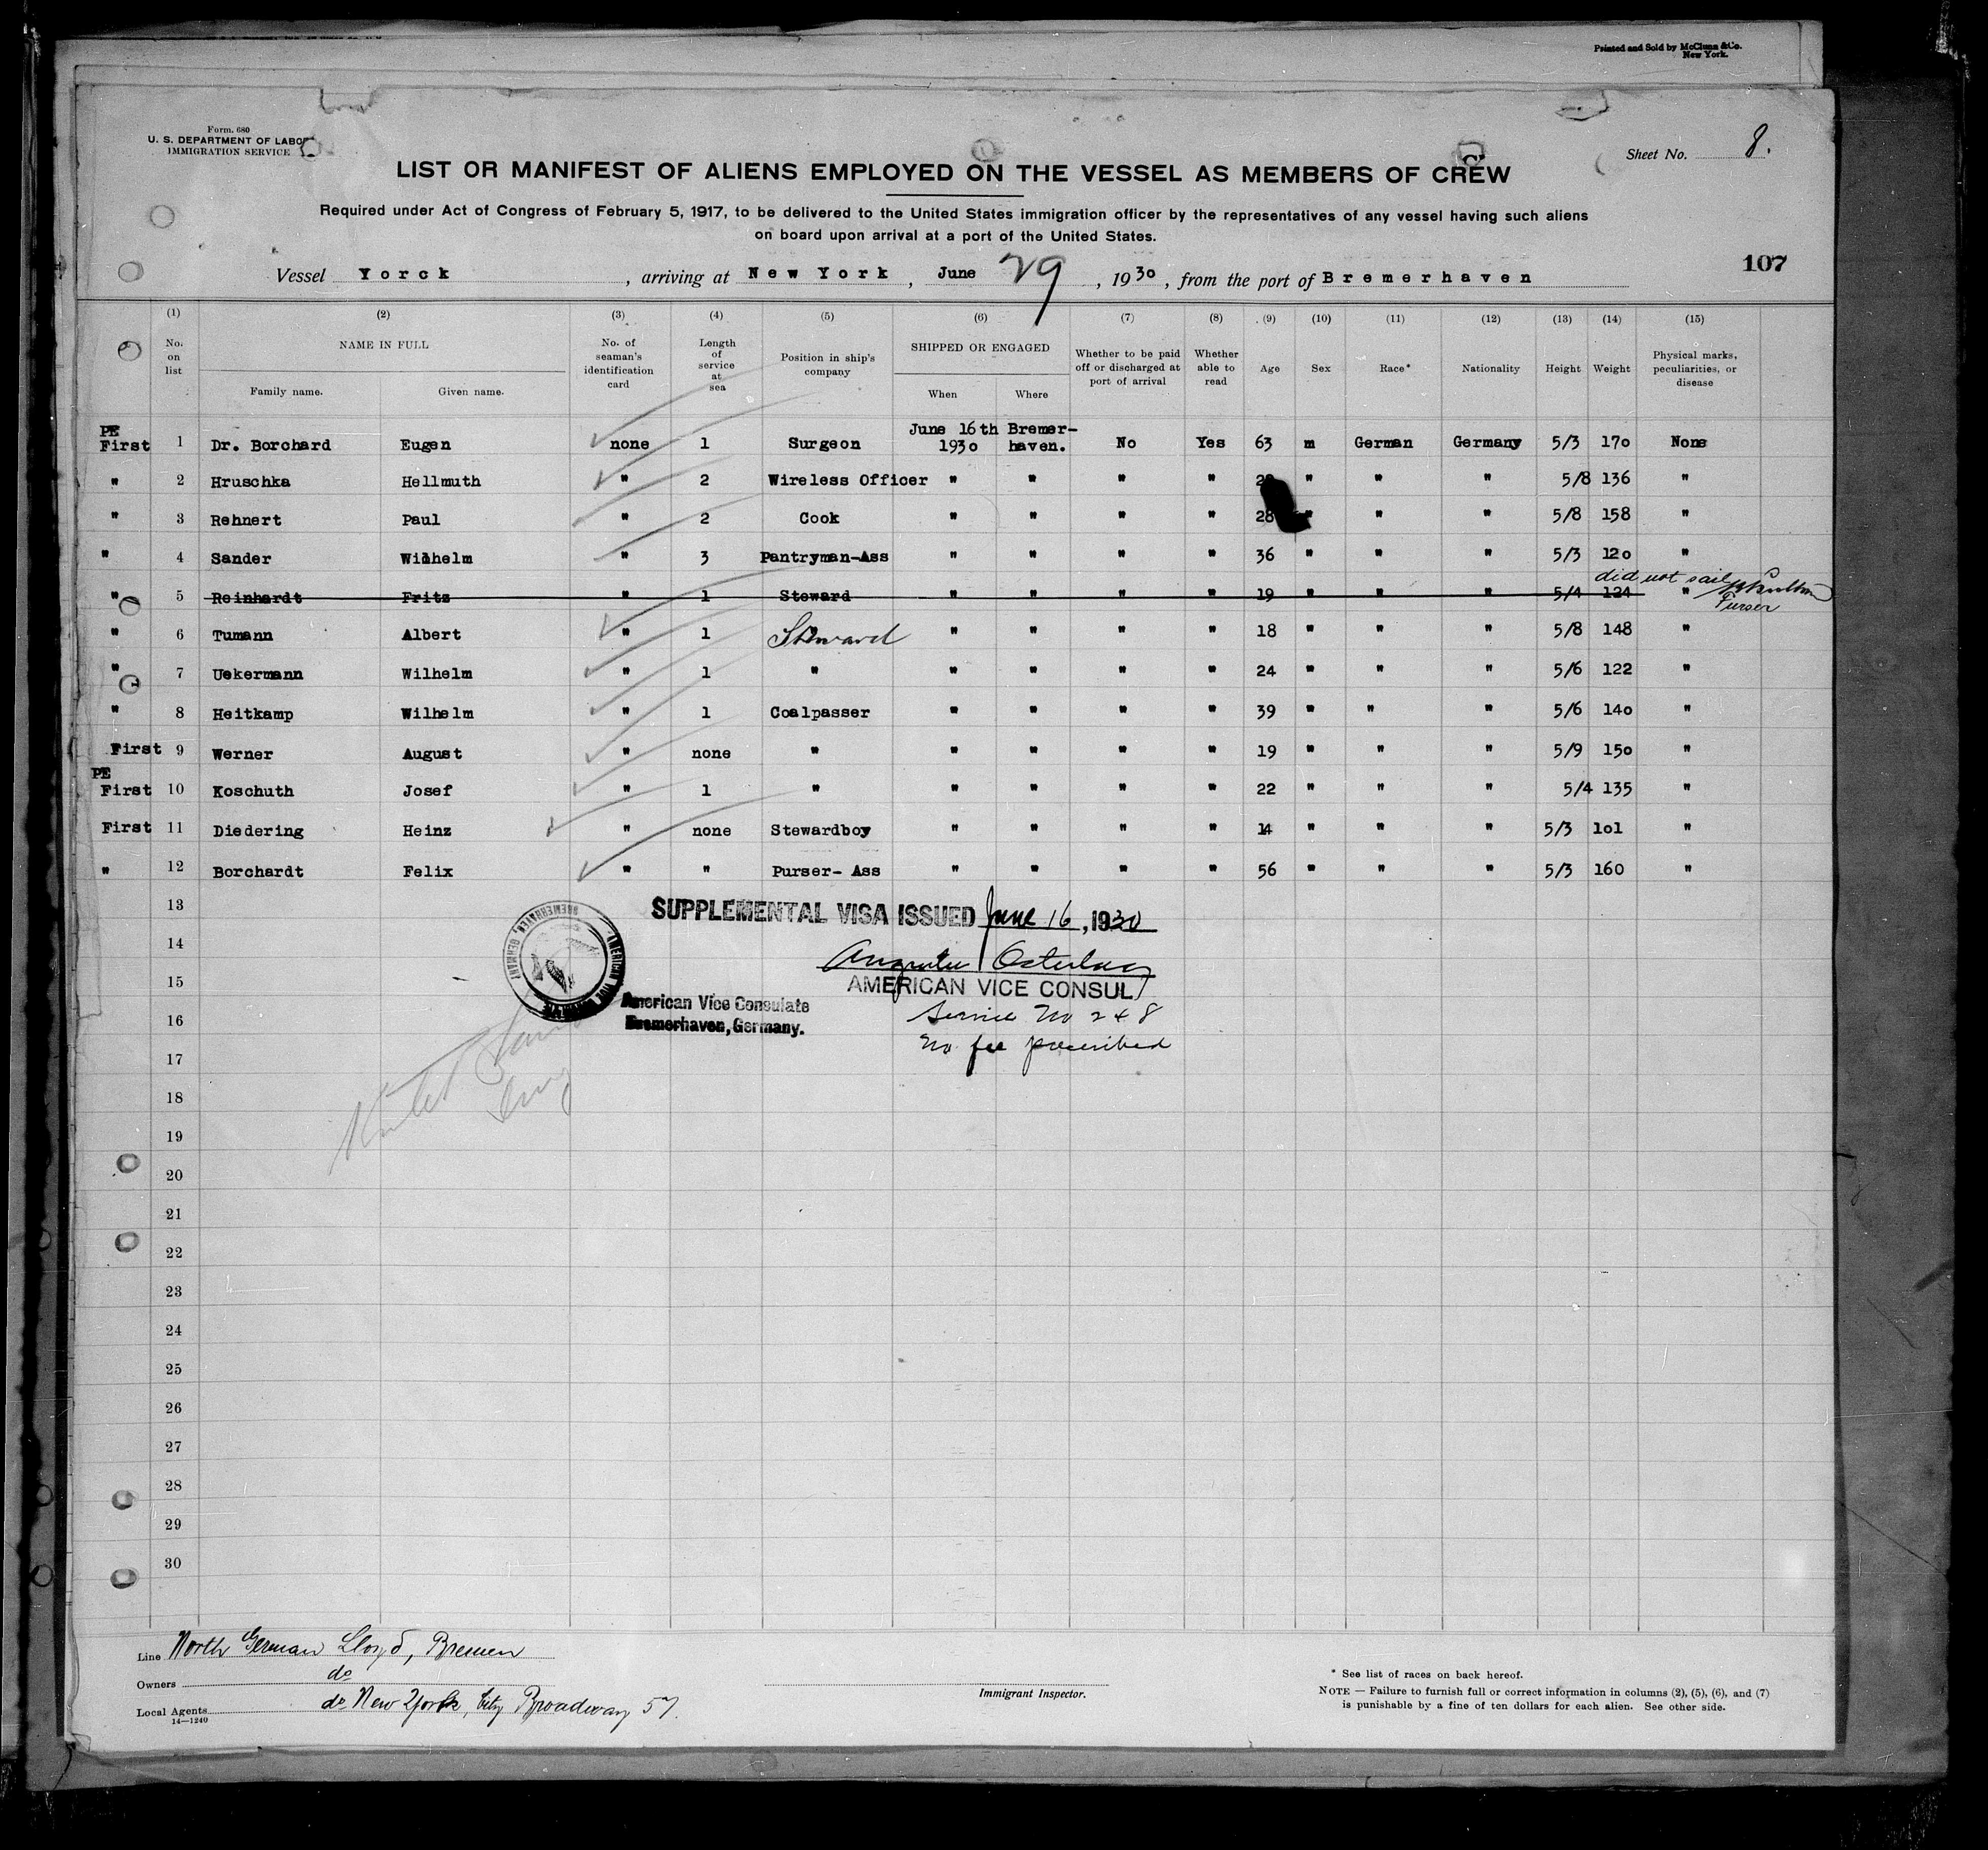 Printed and Sold by McClunn & Co.
New York.
Form. 680
U. S. DEPARTMENT OF LABOR
IMMIGRATION SERVICE
Sheet No. 8.
LIST OR MANIFEST OF ALIENS EMPLOYED ON THE VESSEL AS MEMBERS OF CREW
Required under Act of Congress of February 5, 1917, to be delivered to the United States immigration officer by the representatives of any vessel having such aliens
on board upon arrival at a port of the United States.
107
Vessel Yorck, arriving at New York, June 29, 1930, from the port of Bremerhaven
(1) (2) (3) (4) (5) (6) (7) (8) (9) (10) (11) (12) (13) (14) (15)
No. on list NAME IN FULL Family name. Given name. No. of seaman's identification card Length of service at sea Position in ship's company SHIPPED OR ENGAGED When Where Whether to be paid off or discharged at port of arrival Whether able to read Age Sex Race* Nationality Height Weight Physical marks, peculiarities, or disease
PE First 1 Dr. Borchard Eugen none 1 Surgeon June 16th 1930 Bremer-haven. No Yes 63 m German Germany 5/3 170 None
" 2 Hruschka Hellmuth " 2 Wireless Officer " " " " " " " 5/8 136 "
" 3 Rehnert Paul " 2 Cook " " " " 28 " " " 5/8 158 "
" 4 Sander Wilhelm " 3 Pantryman-Ass " " " " 36 " " " 5/3 120 "
did not sail
" 5 Reinhardt Fritz " 1 Steward " " " " 19 " " " 5/4 124 "
Purser
" 6 Tumann Albert " 1 Steward " " " " 18 " " " 5/8 148 "
" 7 Uekermann Wilhelm " 1 " " " " " 24 " " " 5/6 122 "
" 8 Heitkamp Wilhelm " 1 Coalpasser " " " " 39 " " " 5/6 140 "
First 9 Werner August " none " " " " " 19 " " " 5/9 150 "
PE First 10 Koschuth Josef " 1 " " " " " 22 " " " 5/4 135 "
First 11 Diedering Heinz " none Stewardboy " " " " 14 " " " 5/3 101 "
" 12 Borchardt Felix " " Purser- Ass " " " " 56 " " " 5/3 160 "
13
SUPPLEMENTAL VISA ISSUED June 16, 1930
14
15
AMERICAN VICE CONSUL
American Vice Consulate
Bremerhaven, Germany.
16
Service No 2 & 8
17
No fee prescribed
18
19
20
21
22
23
24
25
26
27
28
29
30
Line North German Lloyd, Bremen
Owners do
Local Agents do New York, City Broadway 57.
14—1240
Immigrant Inspector.
* See list of races on back hereof.
NOTE — Failure to furnish full or correct information in columns (2), (5), (6), and (7)
is punishable by a fine of ten dollars for each alien. See other side.